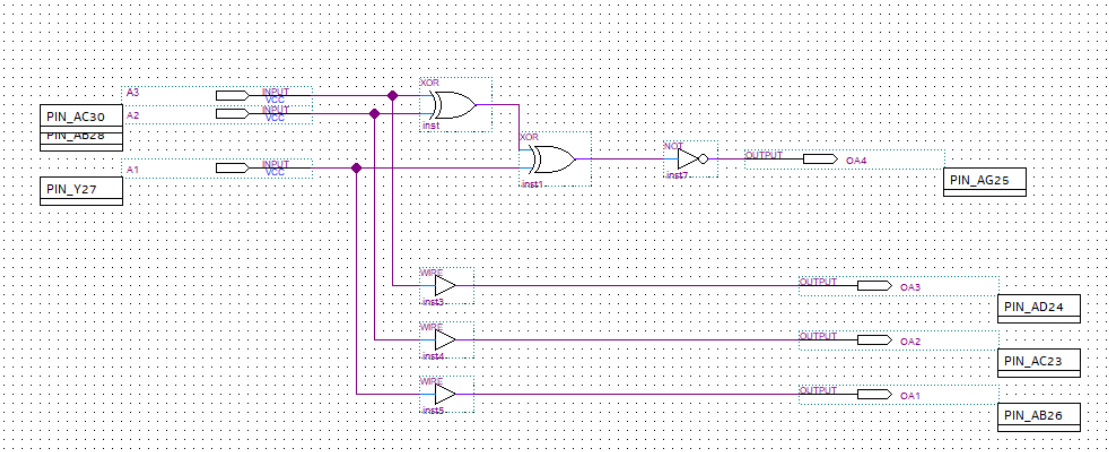 XOR
A3
INPUT
VCC
A2
INPUT
VCC
PIN_AC30
PIN_AB28
inst
XOR
A1
INPUT
VCC
PIN_Y27
inst1
NOT
inst7
OUTPUT
OA4
PIN_AG25
WIRE
inst3
OUTPUT
OA3
PIN_AD24
WIRE
inst4
OUTPUT
OA2
PIN_AC23
WIRE
inst5
OUTPUT
OA1
PIN_AB26